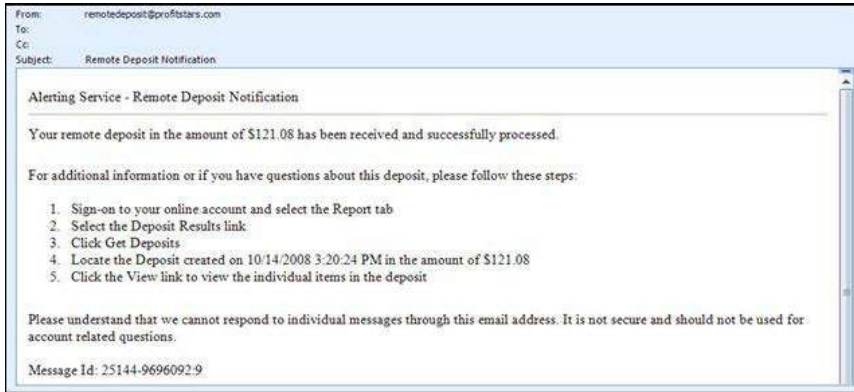 From: remotedeposit@profitstars.com
To:
Cc:
Subject: Remote Deposit Notification
Alerting Service - Remote Deposit Notification
Your remote deposit in the amount of $121.08 has been received and successfully processed.
For additional information or if you have questions about this deposit, please follow these steps:
1. Sign-on to your online account and select the Report tab
2. Select the Deposit Results link
3. Click Get Deposits
4. Locate the Deposit created on 10/14/2008 3:20:24 PM in the amount of $121.08
5. Click the View link to view the individual items in the deposit
Please understand that we cannot respond to individual messages through this email address. It is not secure and should not be used for
account related questions.
Message Id: 25144-9696092:9